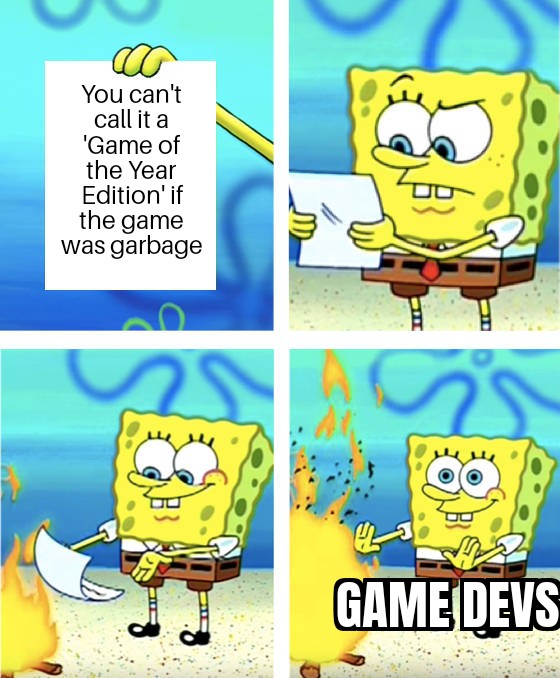 You can't
call it a
'Game of
the Year
Edition' if
the game
was garbage
GAME DEVS